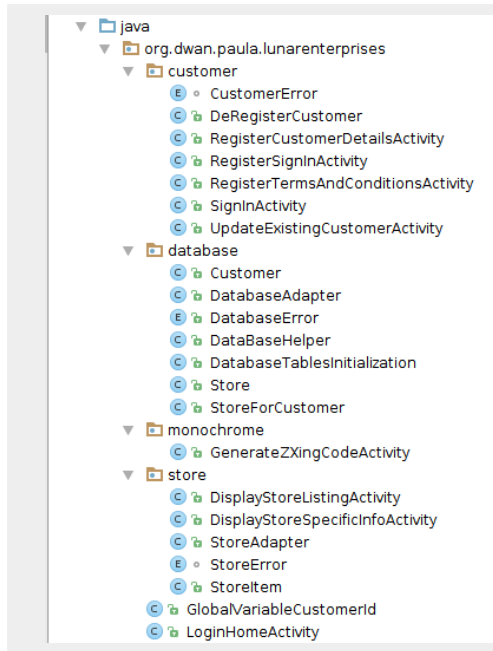 java
org.dwan.paula.lunarenterprises
customer
E CustomerError
C DeRegisterCustomer
C RegisterCustomerDetailsActivity
C RegisterSignInActivity
C RegisterTermsAndConditionsActivity
C SignInActivity
C UpdateExistingCustomerActivity
database
C Customer
C DatabaseAdapter
E DatabaseError
C DataBaseHelper
C DatabaseTablesInitialization
C Store
C StoreForCustomer
monochrome
C GenerateZXingCodeActivity
store
C DisplayStoreListingActivity
C DisplayStoreSpecificInfoActivity
C StoreAdapter
E StoreError
C StoreItem
C GlobalVariableCustomerId
C LoginHomeActivity